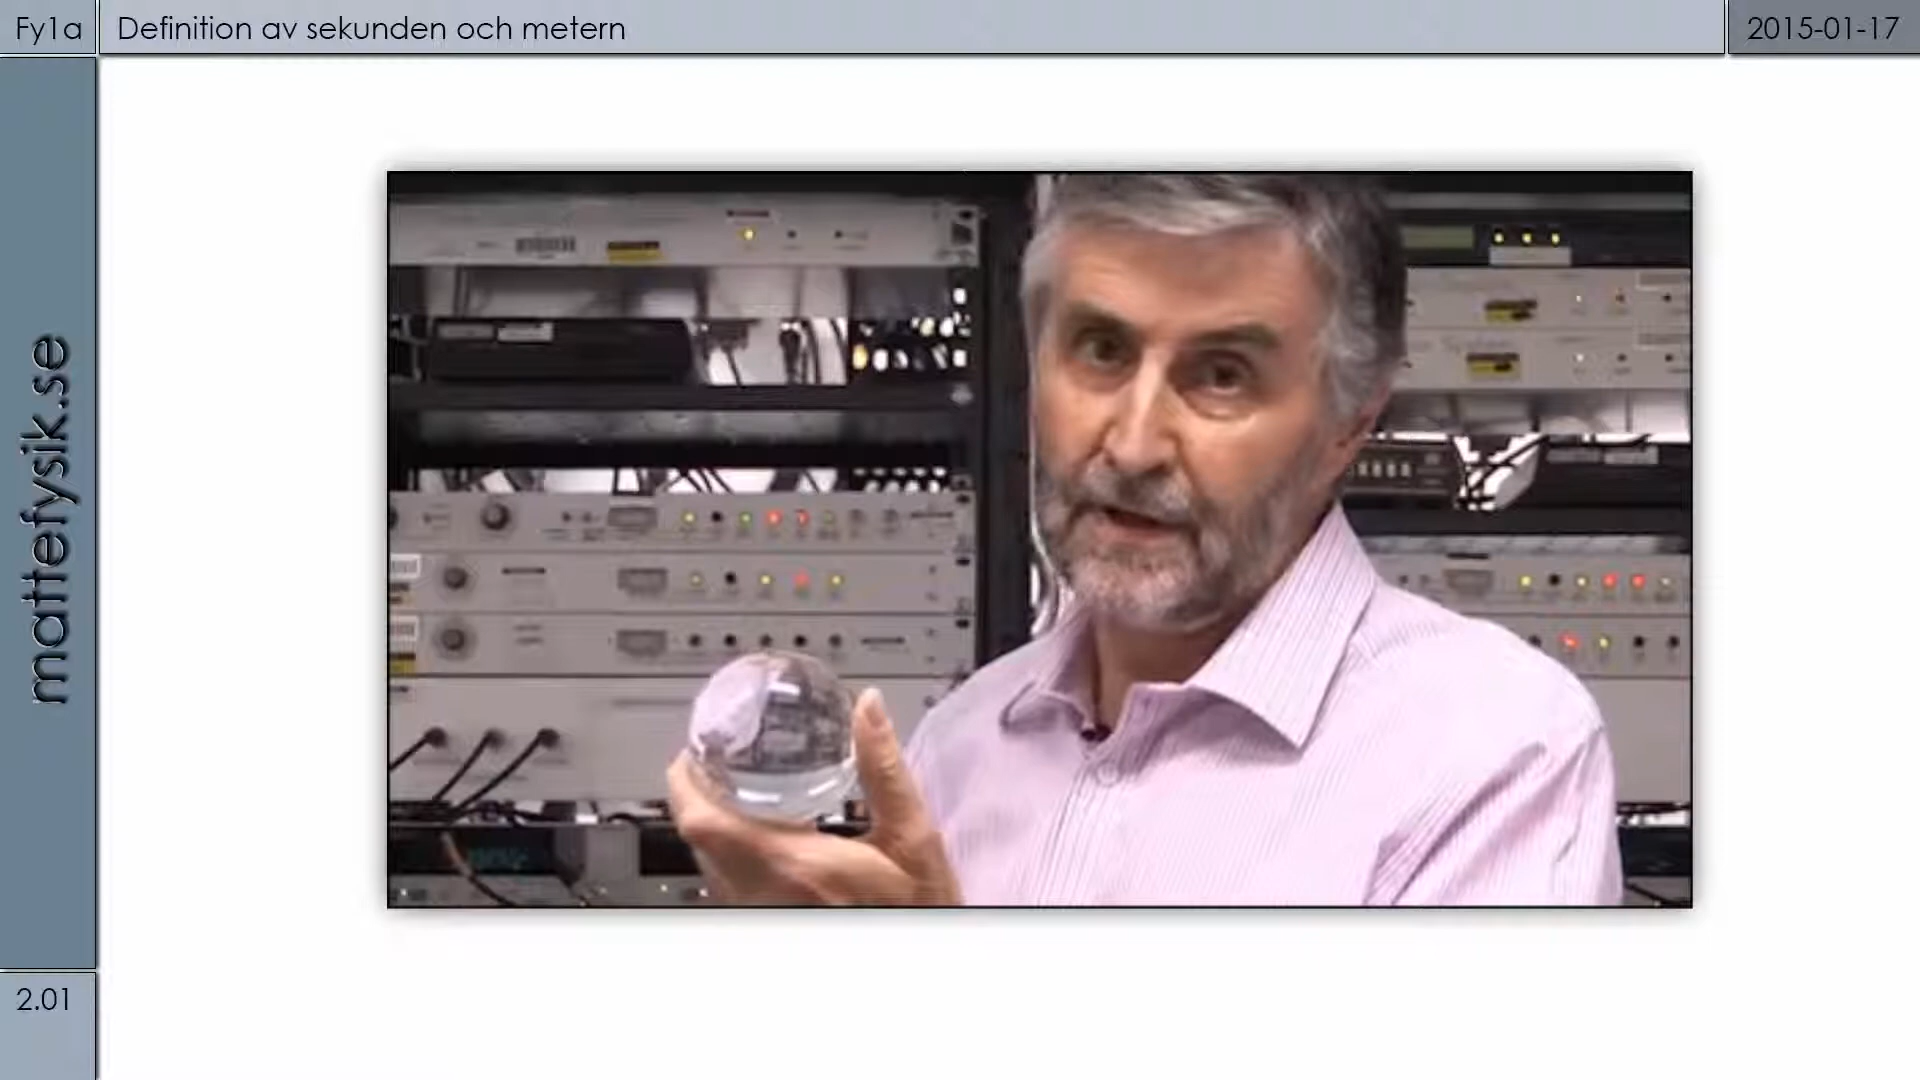 Fy1a
Definition av sekunden och metern
2015-01-17
mattefysik.se
2.01